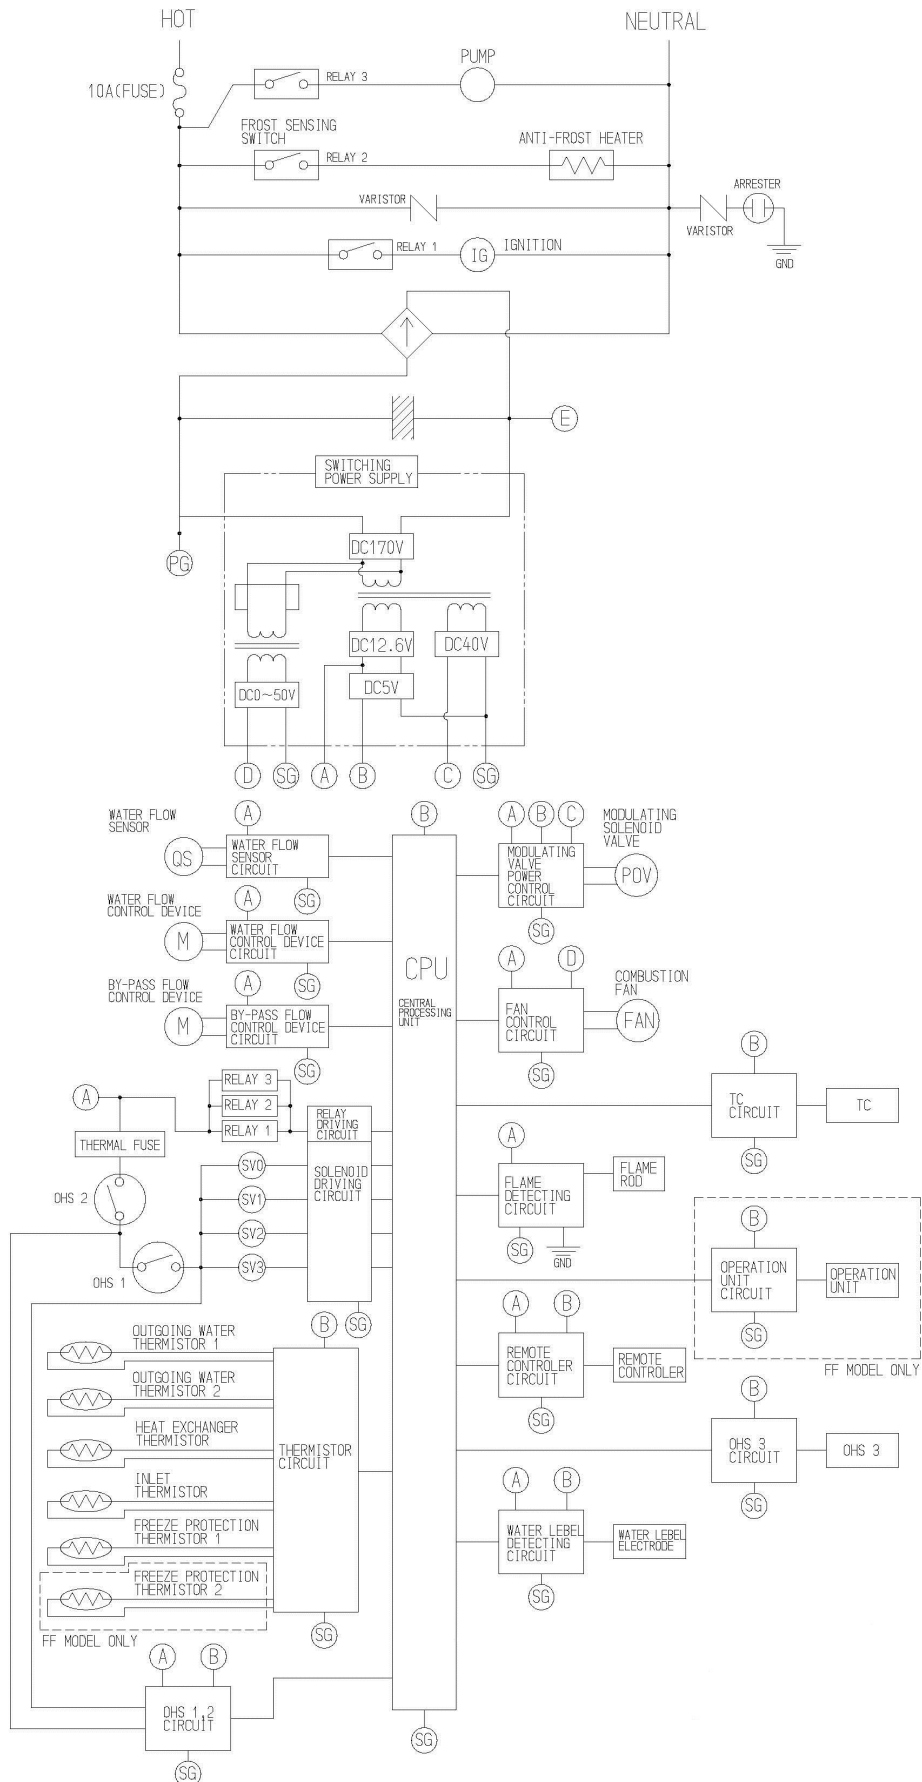 HOT
NEUTRAL
10A(FUSE)
RELAY 3
PUMP
FROST SENSING
SWITCH
RELAY 2
ANTI-FROST HEATER
VARISTOR
ARRESTER
VARISTOR
GND
RELAY 1
IG
IGNITION
E
SWITCHING
POWER SUPPLY
PG
DC170V
DC12.6V
DC40V
DC0~50V
DC5V
D
SG
A
B
C
SG
WATER FLOW
SENSOR
A
QS
WATER FLOW
SENSOR
CIRCUIT
SG
WATER FLOW
CONTROL DEVICE
A
M
WATER FLOW
CONTROL DEVICE
CIRCUIT
SG
BY-PASS FLOW
CONTROL DEVICE
A
M
BY-PASS FLOW
CONTROL DEVICE
CIRCUIT
SG
B
CPU
CENTRAL
PROCESSING
UNIT
SG
A
B
C
MODULATING
SOLENOID
VALVE
MODULATING
VALVE
POWER
CONTROL
CIRCUIT
POV
SG
A
D
COMBUSTION
FAN
FAN
CONTROL
CIRCUIT
FAN
SG
B
TC
CIRCUIT
TC
SG
A
RELAY 3
RELAY 2
RELAY 1
RELAY
DRIVING
CIRCUIT
THERMAL FUSE
OHS 2
OHS 1
SV0
SV1
SV2
SV3
SOLENOID
DRIVING
CIRCUIT
SG
A
FLAME
DETECTING
CIRCUIT
FLAME
ROD
SG
GND
B
OPERATION
UNIT
CIRCUIT
OPERATION
UNIT
SG
FF MODEL ONLY
A
B
REMOTE
CONTROLER
CIRCUIT
REMOTE
CONTROLER
SG
B
OHS 3
CIRCUIT
OHS 3
SG
A
B
WATER LEBEL
DETECTING
CIRCUIT
WATER LEBEL
ELECTRODE
SG
B
OUTGOING WATER
THERMISTOR 1
OUTGOING WATER
THERMISTOR 2
HEAT EXCHANGER
THERMISTOR
INLET
THERMISTOR
FREEZE PROTECTION
THERMISTOR 1
FREEZE PROTECTION
THERMISTOR 2
FF MODEL ONLY
THERMISTOR
CIRCUIT
SG
A
B
OHS 1,2
CIRCUIT
SG